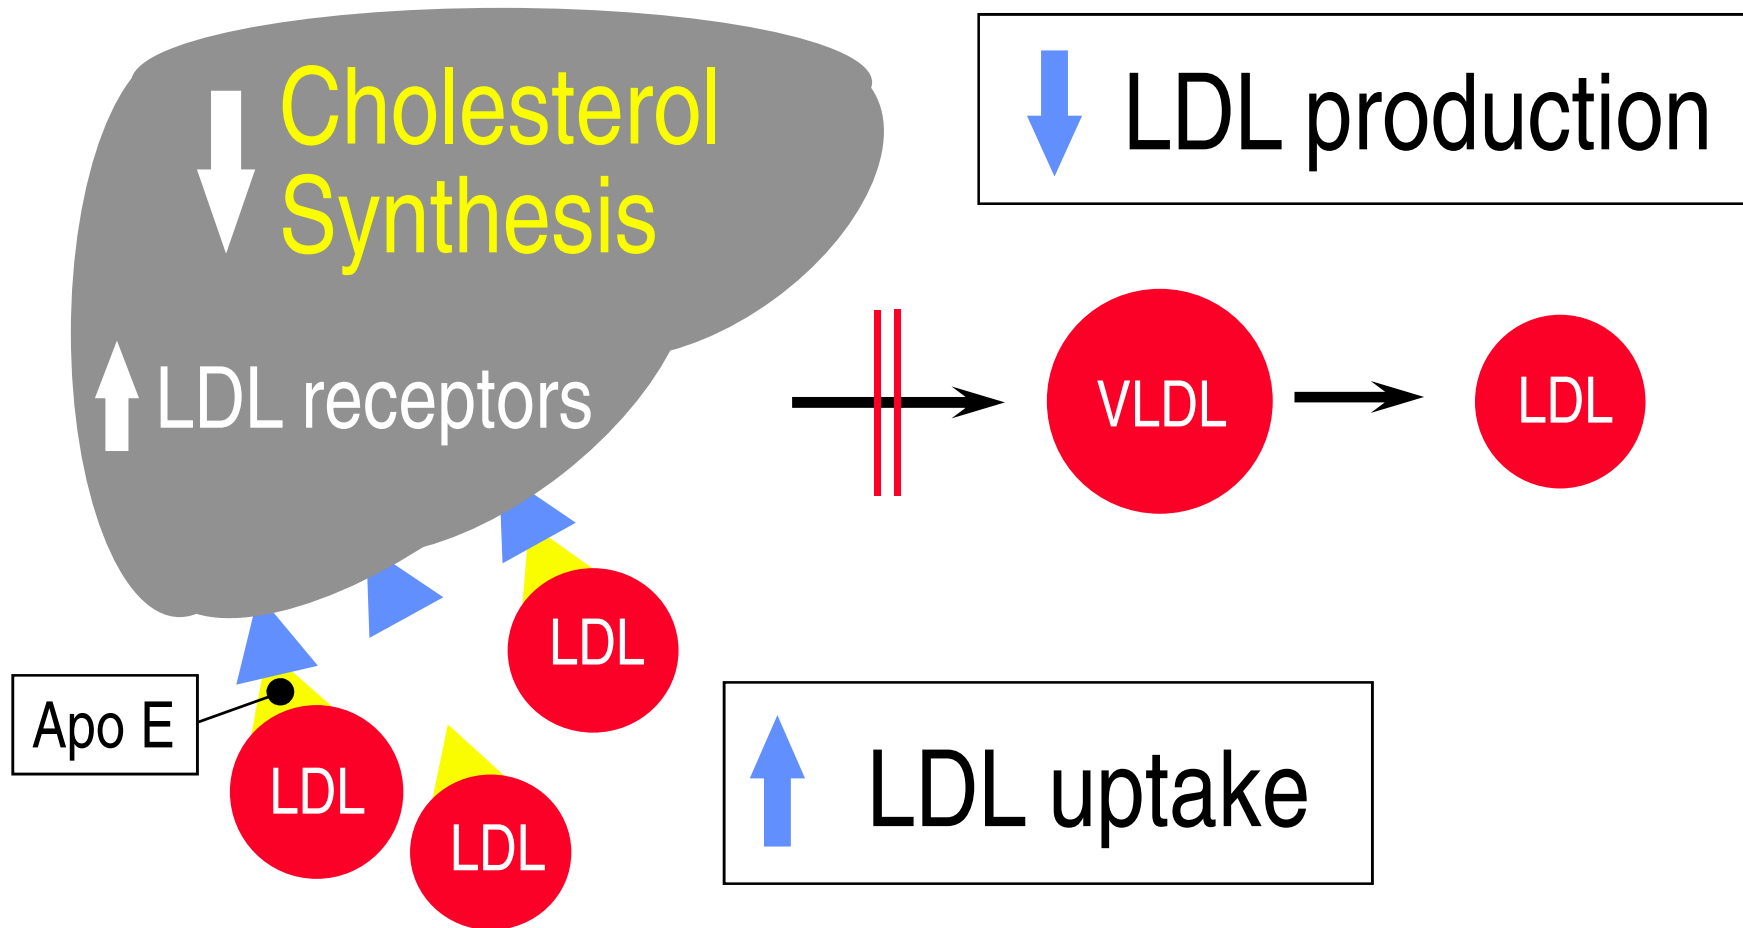 Cholesterol
Synthesis
LDL receptors
LDL production
VLDL
LDL
LDL
Apo E
LDL
LDL
LDL uptake